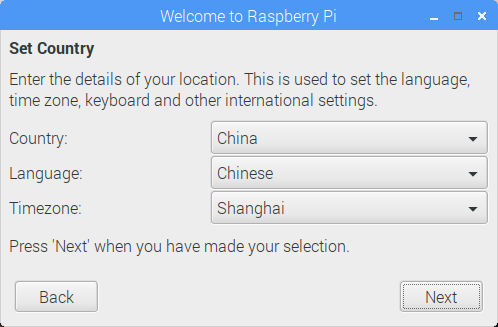 Welcome to Raspberry Pi
Set Country
Enter the details of your location. This is used to set the language,
time zone, keyboard and other international settings.
Country: China
Language: Chinese
Timezone: Shanghai
Press 'Next' when you have made your selection.
Back Next